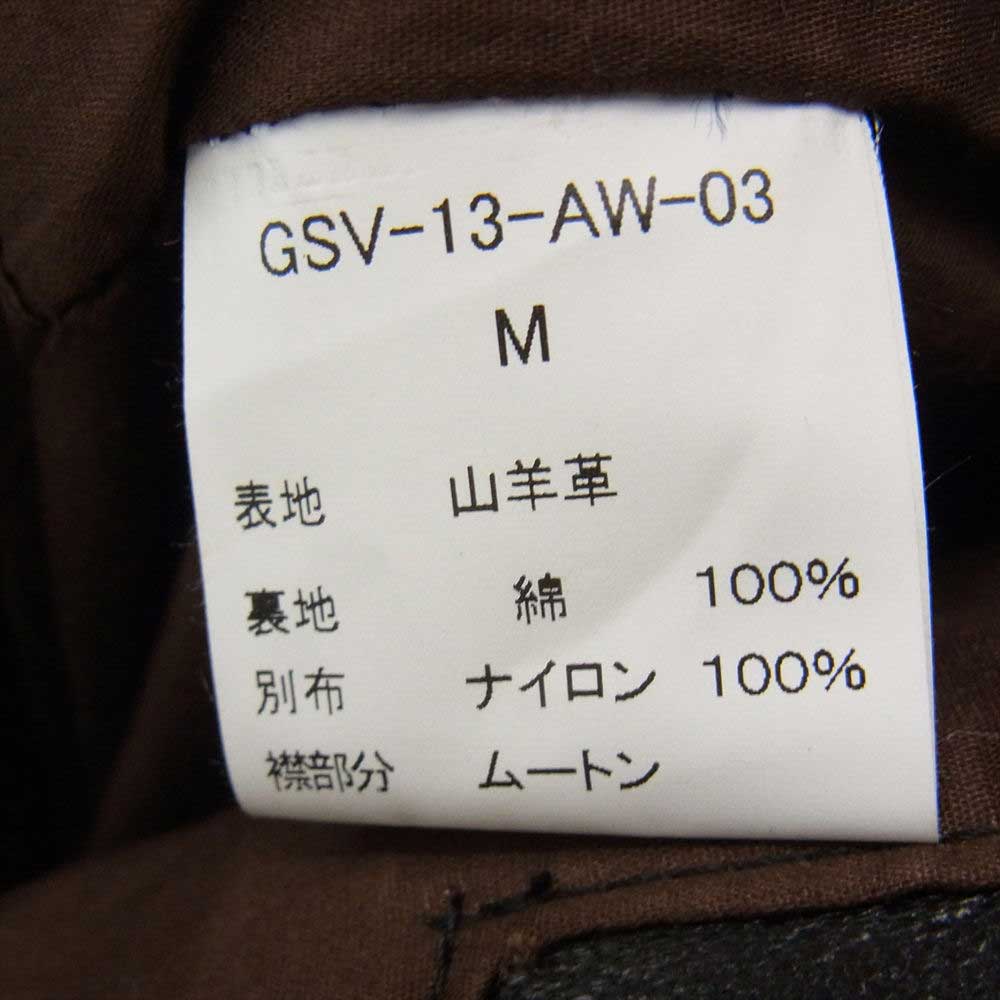 GSV-13-AW-03
M
表地 山羊革
裏地 綿 100%
別布 ナイロン 100%
襟部分 ムートン